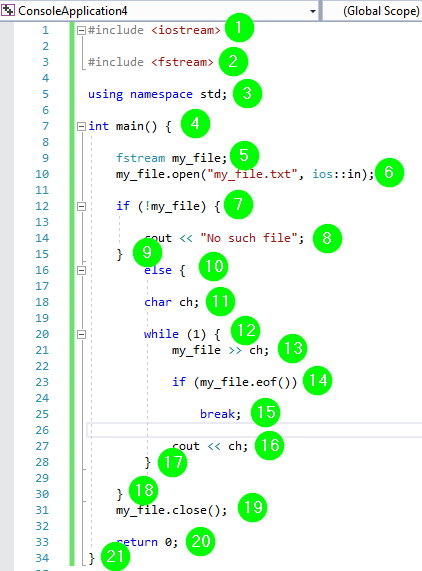 ConsoleApplication4 (Global Scope)
1 #include <iostream> 1
2
3 #include <fstream> 2
4
5 using namespace std; 3
6
7 int main() { 4
8
9 fstream my_file; 5
10 my_file.open("my_file.txt", ios::in); 6
11
12 if (!my_file) { 7
13
14 cout << "No such file"; 8
15 } 9
16 else { 10
17
18 char ch; 11
19
20 while (1) { 12
21 my_file >> ch; 13
22
23 if (my_file.eof()) 14
24
25 break; 15
26
27 cout << ch; 16
28 } 17
29
30 } 18
31 my_file.close(); 19
32
33 return 0; 20
34 } 21